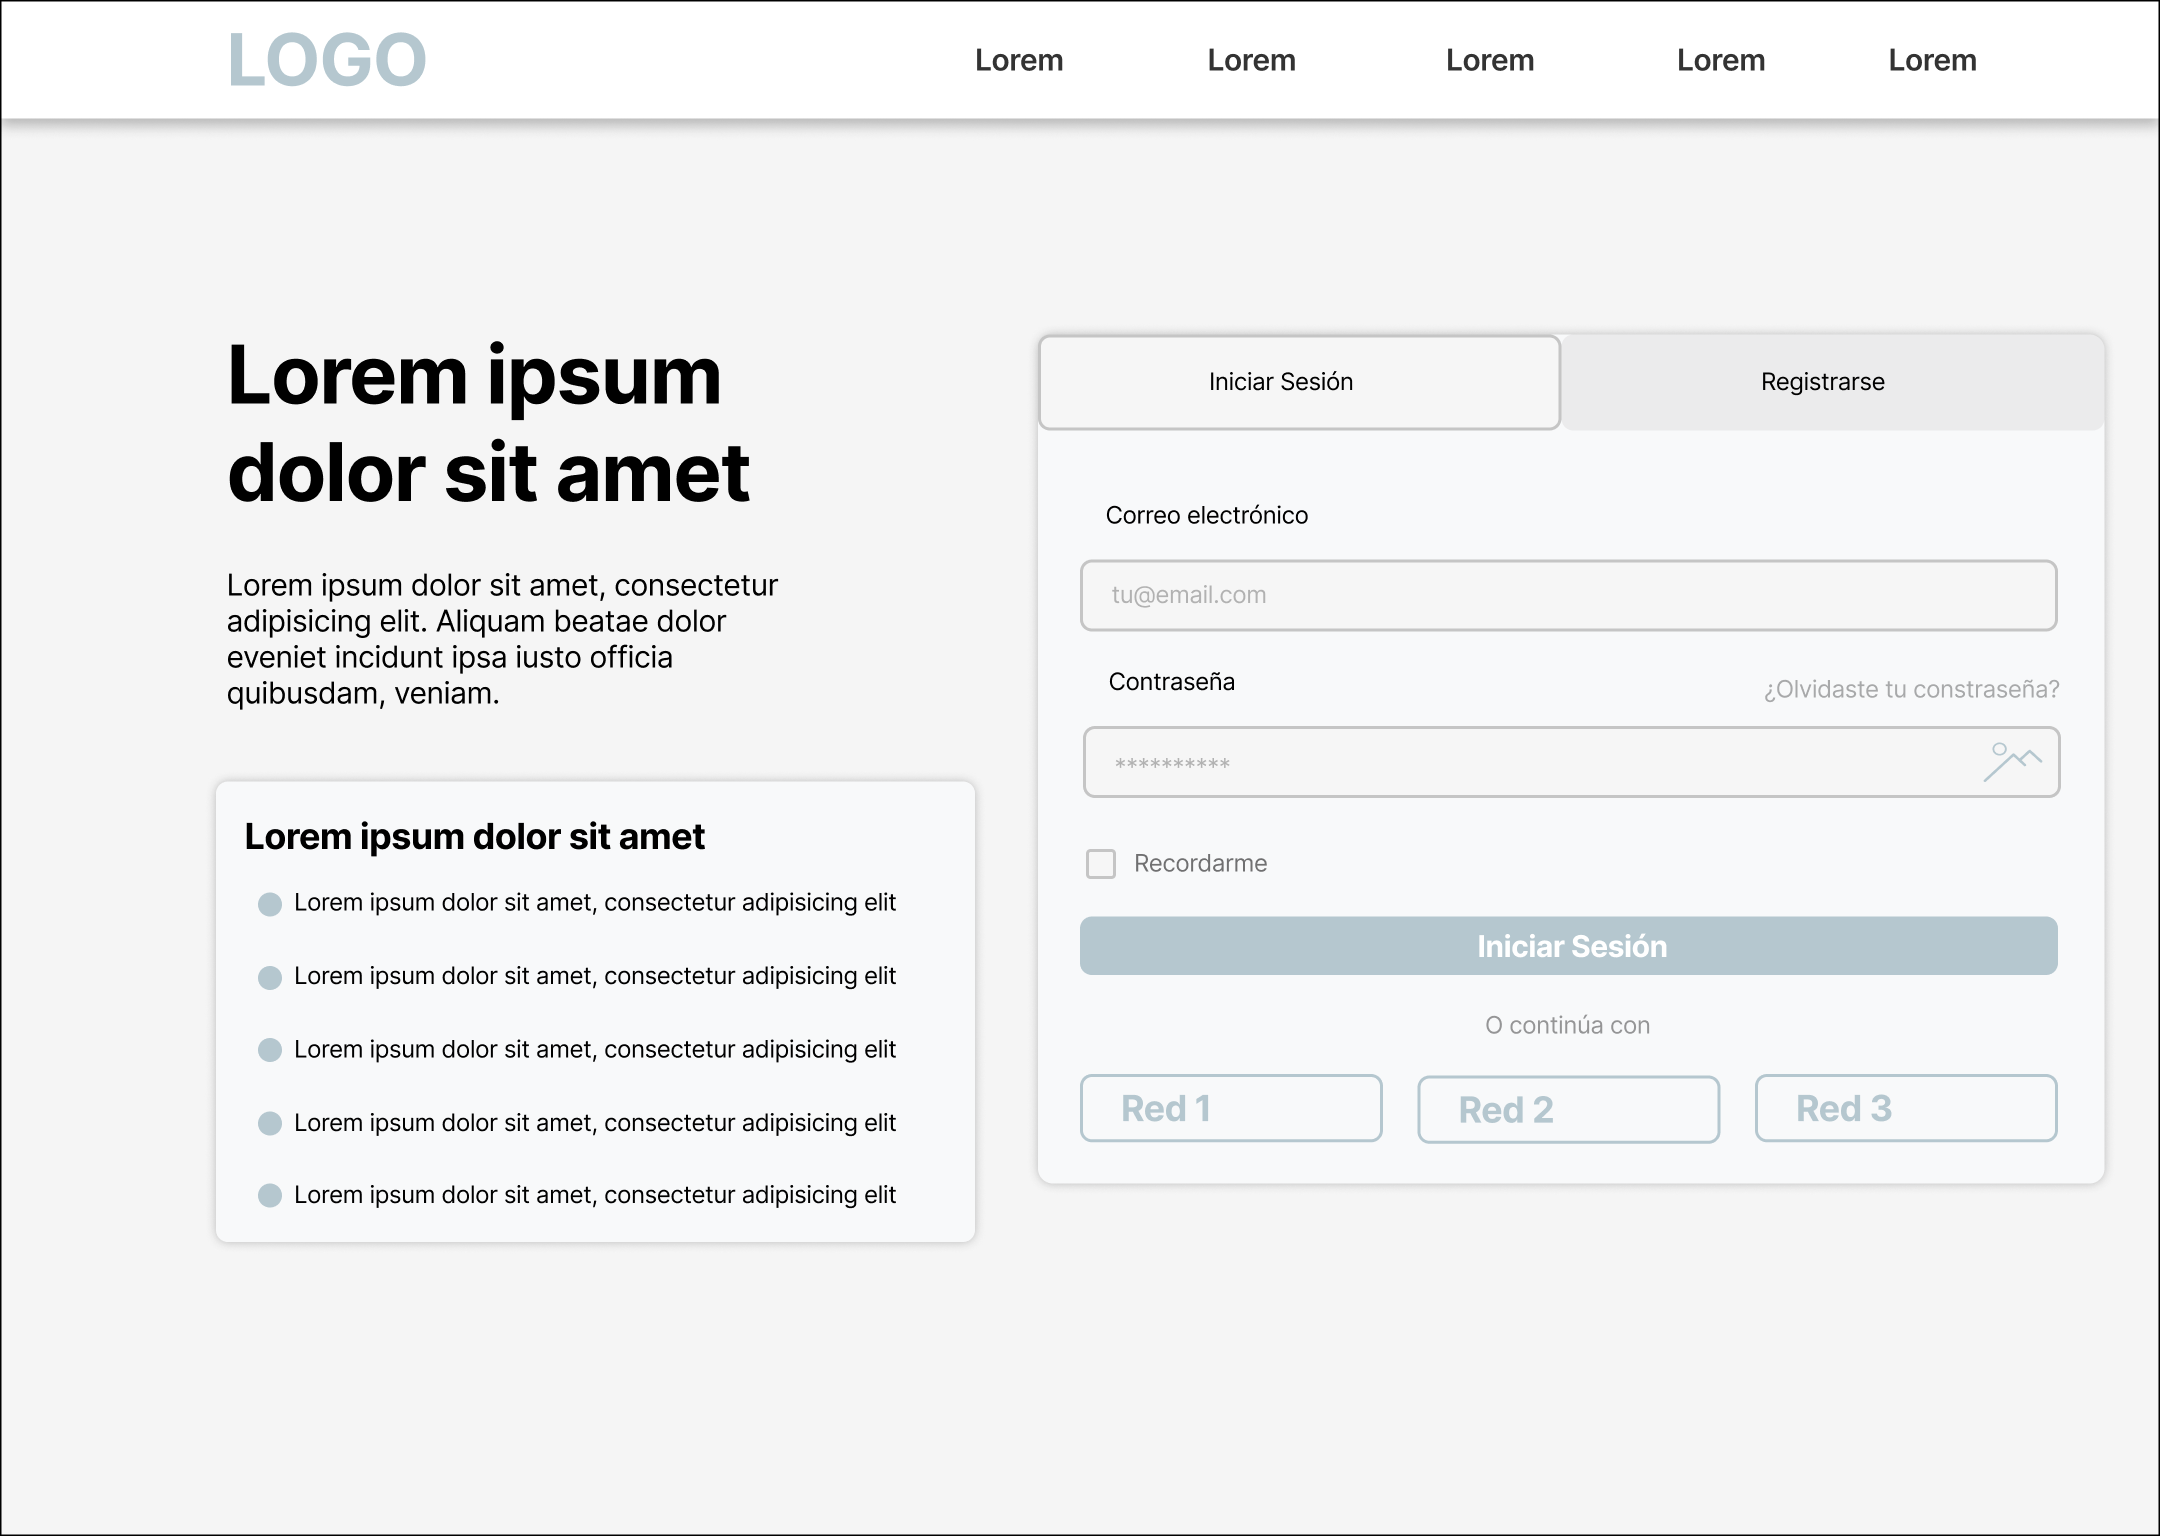 LOGO
Lorem
Lorem
Lorem
Lorem
Lorem
Lorem ipsum
dolor sit amet
Lorem ipsum dolor sit amet, consectetur
adipisicing elit. Aliquam beatae dolor
eveniet incidunt ipsa iusto officia
quibusdam, veniam.
Lorem ipsum dolor sit amet
Lorem ipsum dolor sit amet, consectetur adipisicing elit
Lorem ipsum dolor sit amet, consectetur adipisicing elit
Lorem ipsum dolor sit amet, consectetur adipisicing elit
Lorem ipsum dolor sit amet, consectetur adipisicing elit
Lorem ipsum dolor sit amet, consectetur adipisicing elit
Iniciar Sesión
Registrarse
Correo electrónico
tu@email.com
Contraseña
¿Olvidaste tu constraseña?
**********
Recordarme
Iniciar Sesión
O continúa con
Red 1
Red 2
Red 3